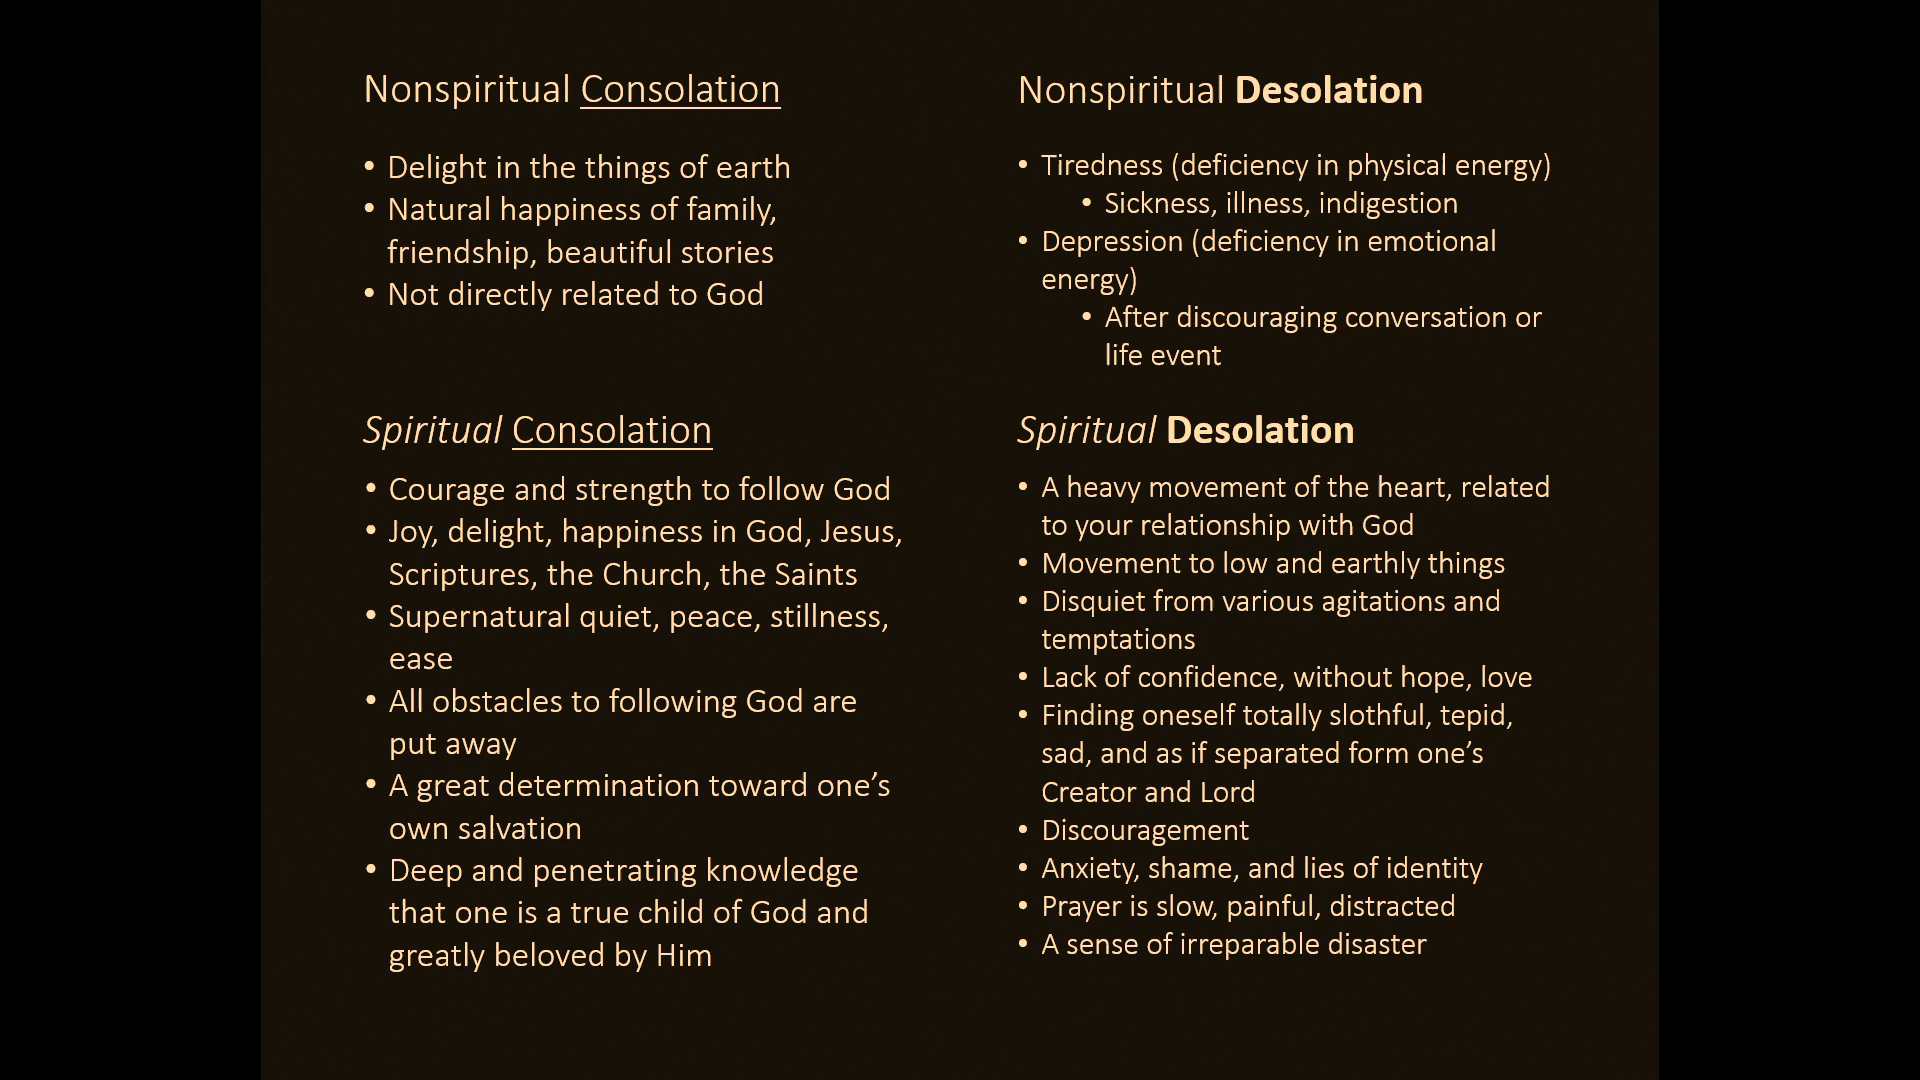 Nonspiritual Consolation
• Delight in the things of earth
• Natural happiness of family,
friendship, beautiful stories
• Not directly related to God
Nonspiritual Desolation
• Tiredness (deficiency in physical energy)
• Sickness, illness, indigestion
• Depression (deficiency in emotional
energy)
• After discouraging conversation or
life event
Spiritual Consolation
• Courage and strength to follow God
• Joy, delight, happiness in God, Jesus,
Scriptures, the Church, the Saints
• Supernatural quiet, peace, stillness,
ease
• All obstacles to following God are
put away
• A great determination toward one’s
own salvation
• Deep and penetrating knowledge
that one is a true child of God and
greatly beloved by Him
Spiritual Desolation
• A heavy movement of the heart, related
to your relationship with God
• Movement to low and earthly things
• Disquiet from various agitations and
temptations
• Lack of confidence, without hope, love
• Finding oneself totally slothful, tepid,
sad, and as if separated form one’s
Creator and Lord
• Discouragement
• Anxiety, shame, and lies of identity
• Prayer is slow, painful, distracted
• A sense of irreparable disaster